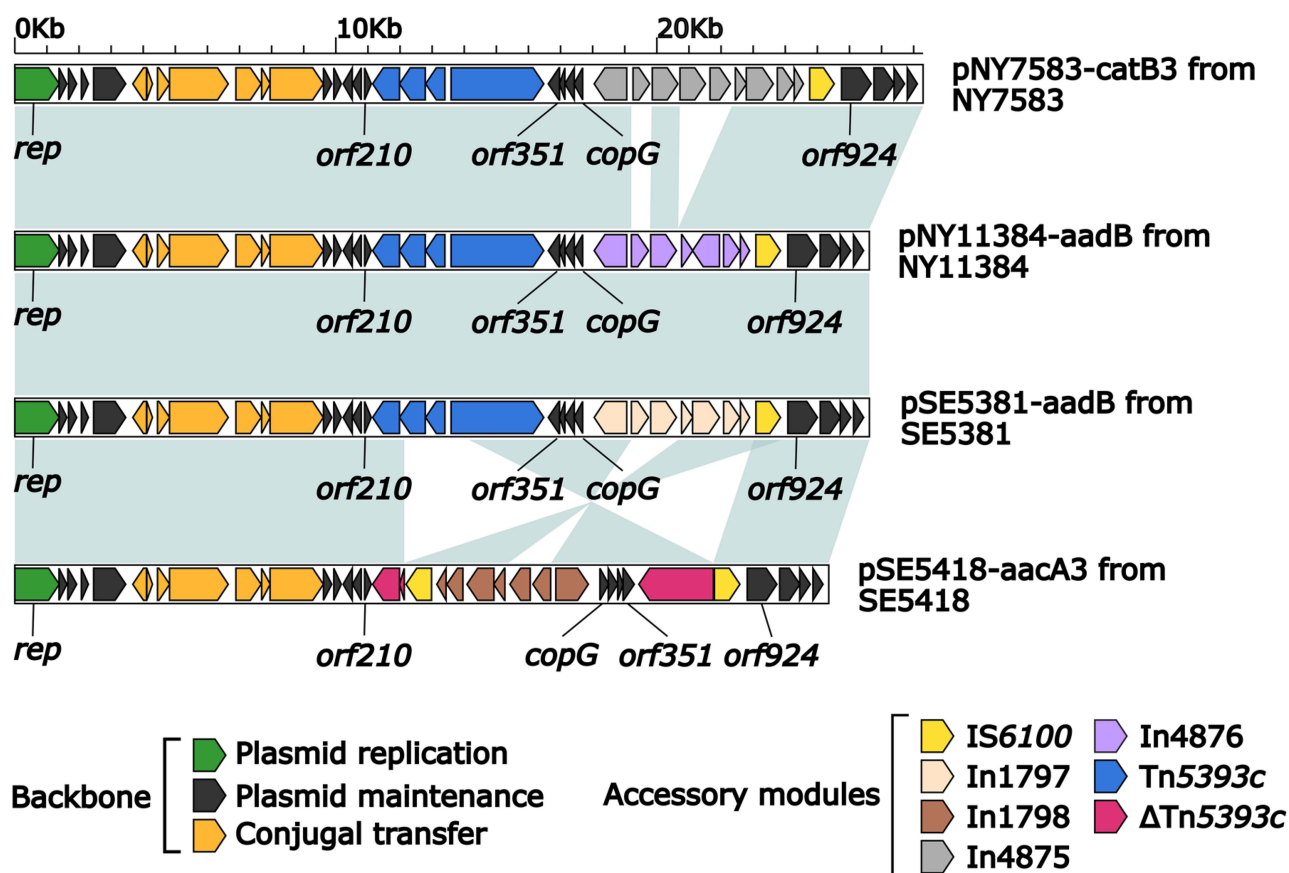 0Kb 10Kb 20Kb
pNY7583-catB3 from
NY7583
rep orf210 orf351 copG orf924
pNY11384-aadB from
NY11384
rep orf210 orf351 copG orf924
pSE5381-aadB from
SE5381
rep orf210 orf351 copG orf924
pSE5418-aacA3 from
SE5418
rep orf210 copG orf351 orf924
Backbone
Plasmid replication
Plasmid maintenance
Conjugal transfer
Accessory modules
IS6100
In1797
In1798
In4875
In4876
Tn5393c
ΔTn5393c